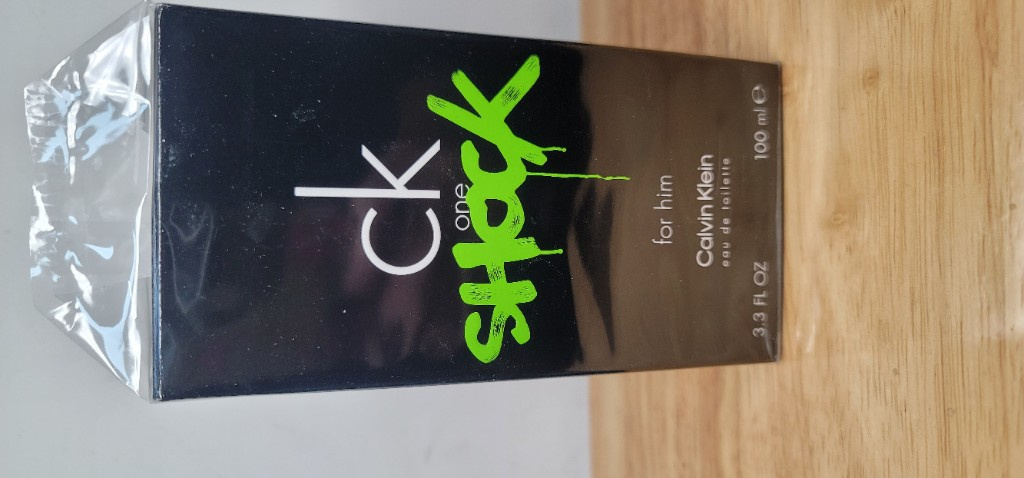 ck
one
SHOCK
for him
Calvin Klein
eau de toilette
3.3 FL OZ 100 ml ℮